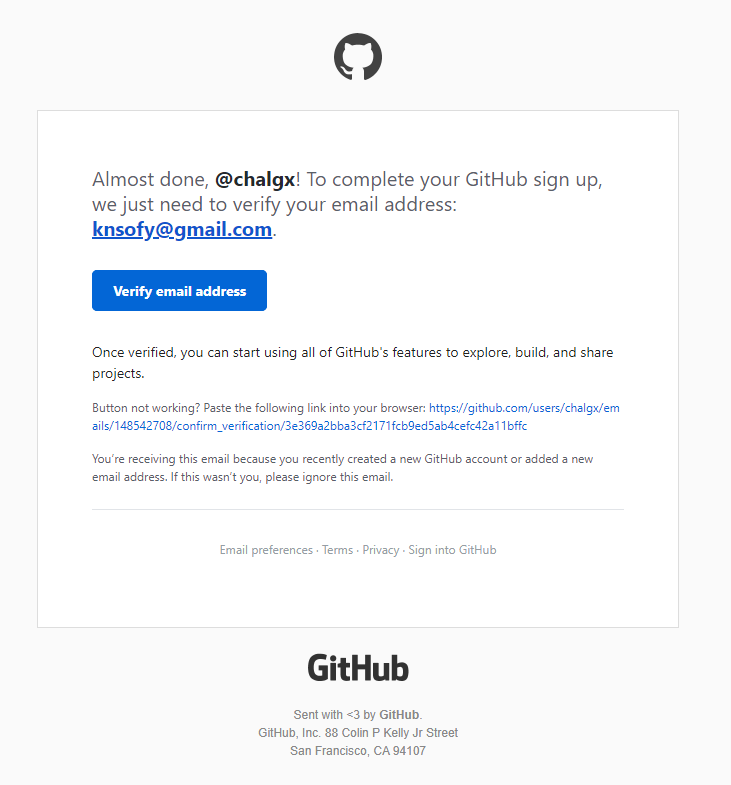 Almost done, @chalgx! To complete your GitHub sign up,
we just need to verify your email address:
knsofy@gmail.com.
Verify email address
Once verified, you can start using all of GitHub's features to explore, build, and share
projects.
Button not working? Paste the following link into your browser: https://github.com/users/chalgx/em
ails/148542708/confirm_verification/3e369a2bba3cf2171fcb9ed5ab4cefc42a11bffc
You’re receiving this email because you recently created a new GitHub account or added a new
email address. If this wasn’t you, please ignore this email.
Email preferences · Terms · Privacy · Sign into GitHub
GitHub
Sent with <3 by GitHub.
GitHub, Inc. 88 Colin P Kelly Jr Street
San Francisco, CA 94107